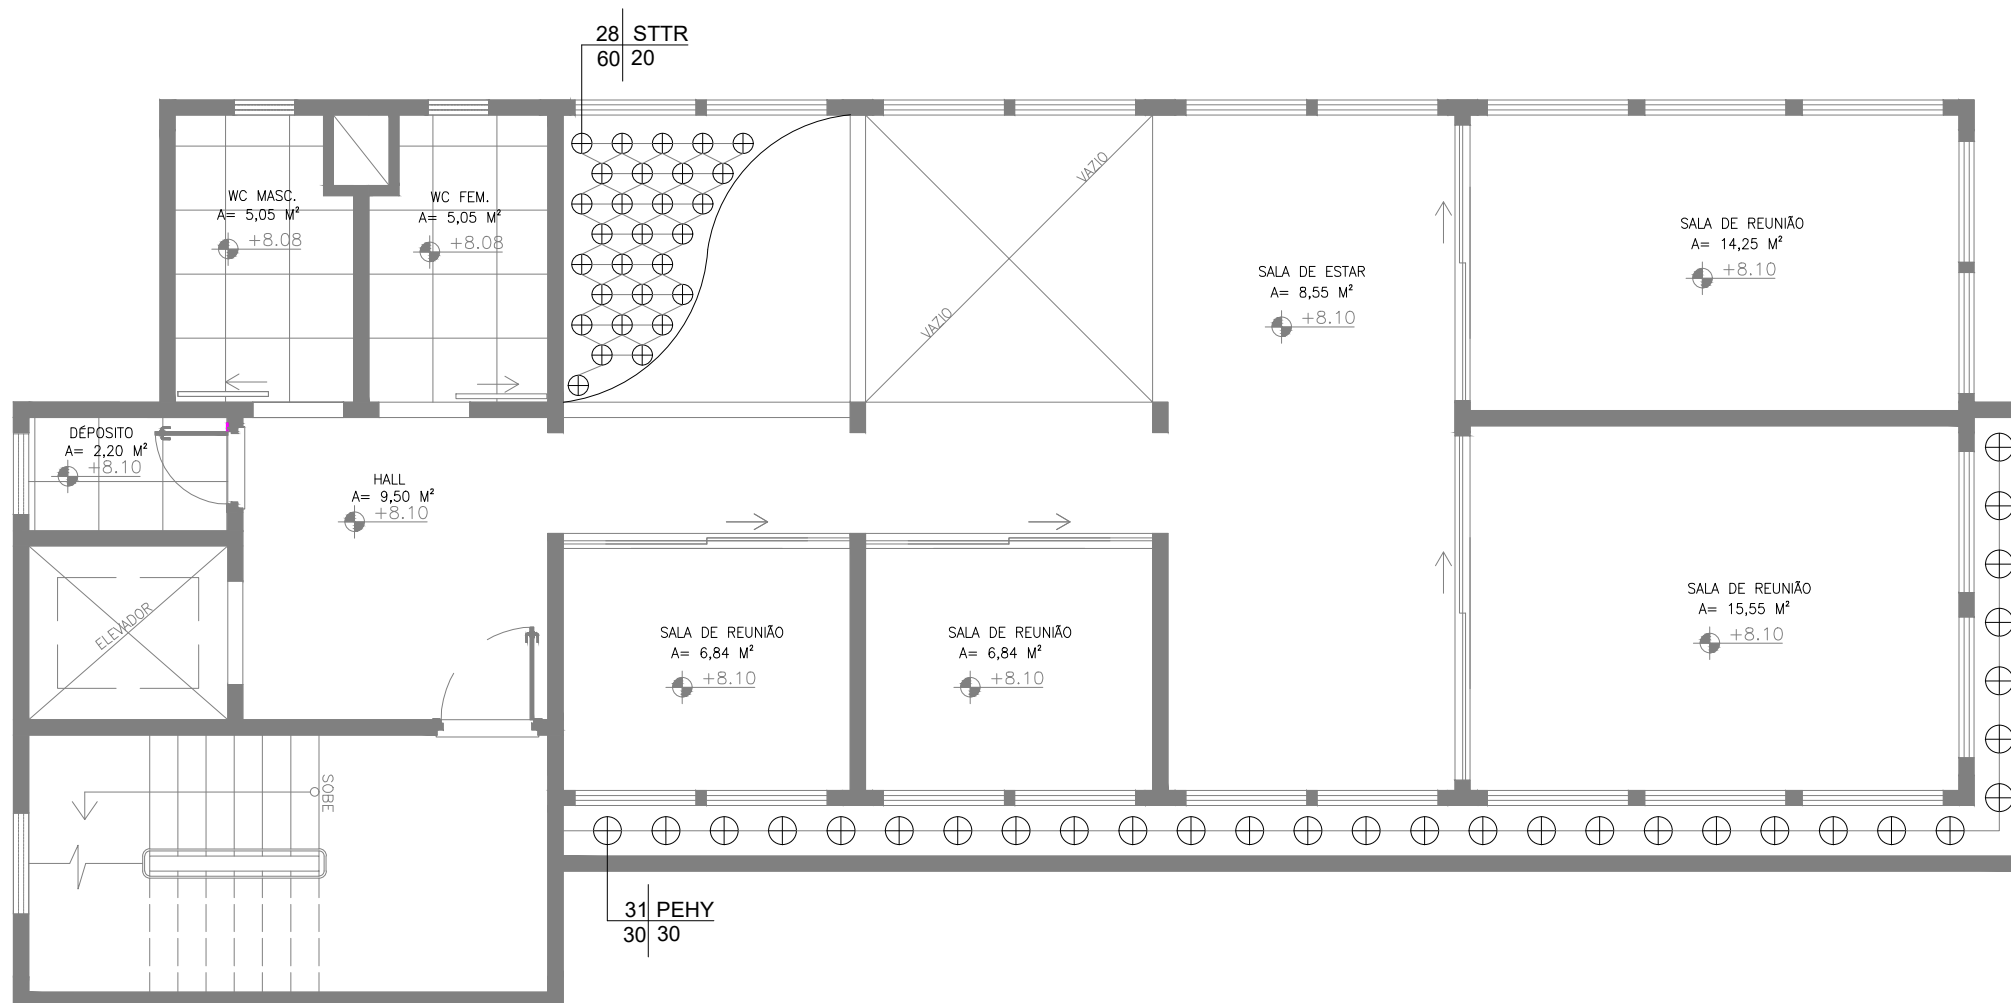 28 STTR
60 20
VAZIO
VAZIO
WC MASC.
A= 5,05 M²
+8.08
WC FEM.
A= 5,05 M²
+8.08
SALA DE REUNIÃO
A= 14,25 M²
+8.10
SALA DE ESTAR
A= 8,55 M²
+8.10
DÉPOSITO
A= 2,20 M²
+8.10
HALL
A= 9,50 M²
+8.10
ELEVADOR
SALA DE REUNIÃO
A= 6,84 M²
+8.10
SALA DE REUNIÃO
A= 6,84 M²
+8.10
SALA DE REUNIÃO
A= 15,55 M²
+8.10
SOBE
31 PEHY
30 30